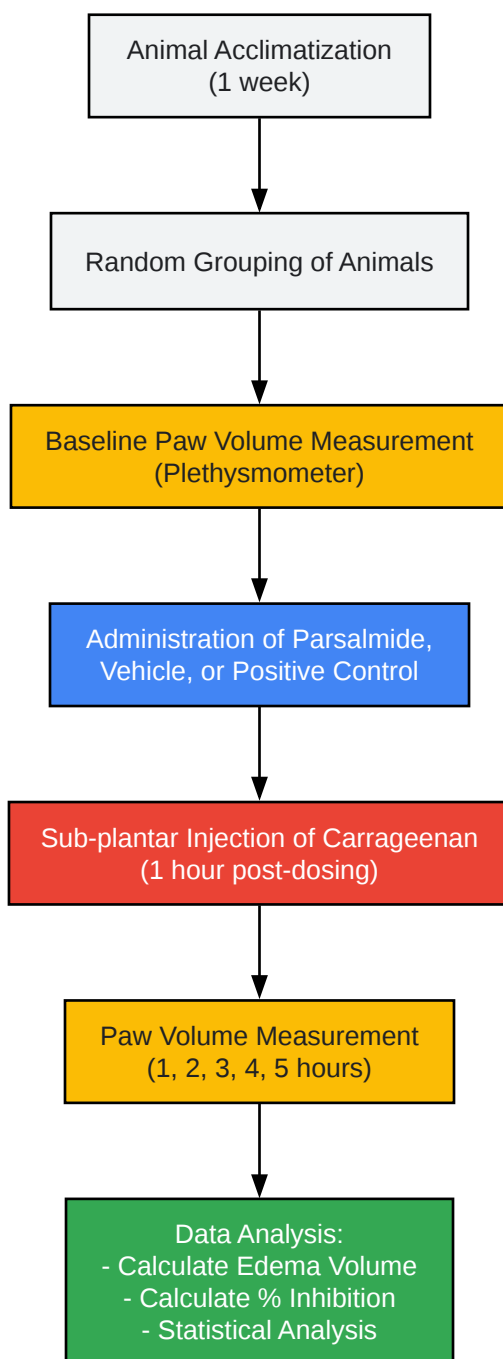 Animal Acclimatization
(1 week)
Random Grouping of Animals
Baseline Paw Volume Measurement
(Plethysmometer)
Administration of Parsalmide,
Vehicle, or Positive Control
Sub-plantar Injection of Carrageenan
(1 hour post-dosing)
Paw Volume Measurement
(1, 2, 3, 4, 5 hours)
Data Analysis:
- Calculate Edema Volume
- Calculate % Inhibition
- Statistical Analysis